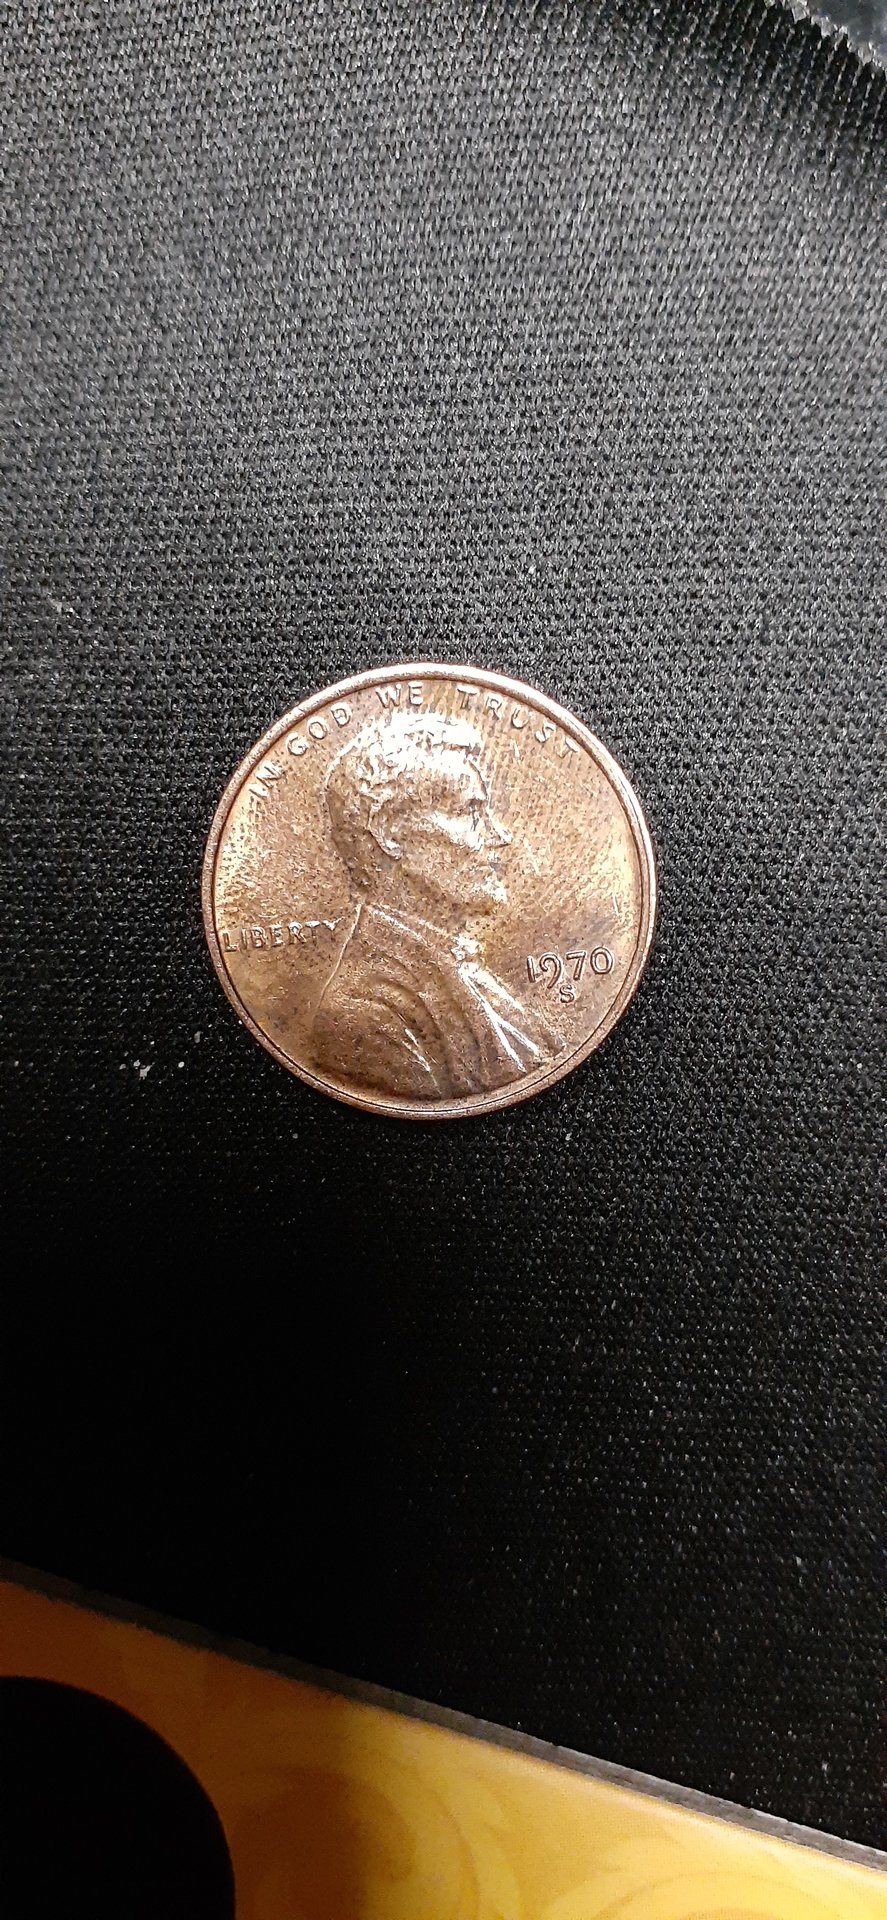 IN GOD WE TRUST
LIBERTY
1970
S